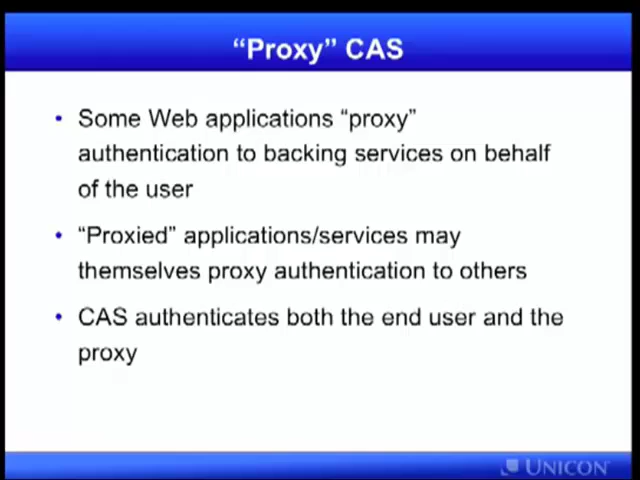 “Proxy” CAS
• Some Web applications “proxy”
authentication to backing services on behalf
of the user
• “Proxied” applications/services may
themselves proxy authentication to others
• CAS authenticates both the end user and the
proxy
UNICON